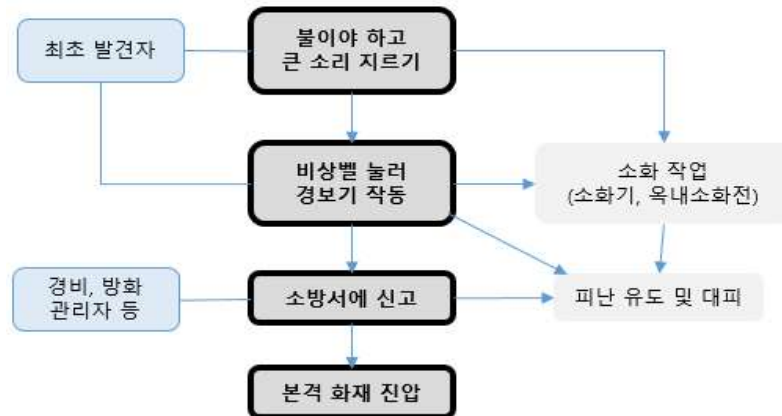 최초 발견자
불이야 하고
큰 소리 지르기
비상벨 눌러
경보기 작동
소화 작업
(소화기, 옥내소화전)
경비, 방화
관리자 등
소방서에 신고
피난 유도 및 대피
본격 화재 진압